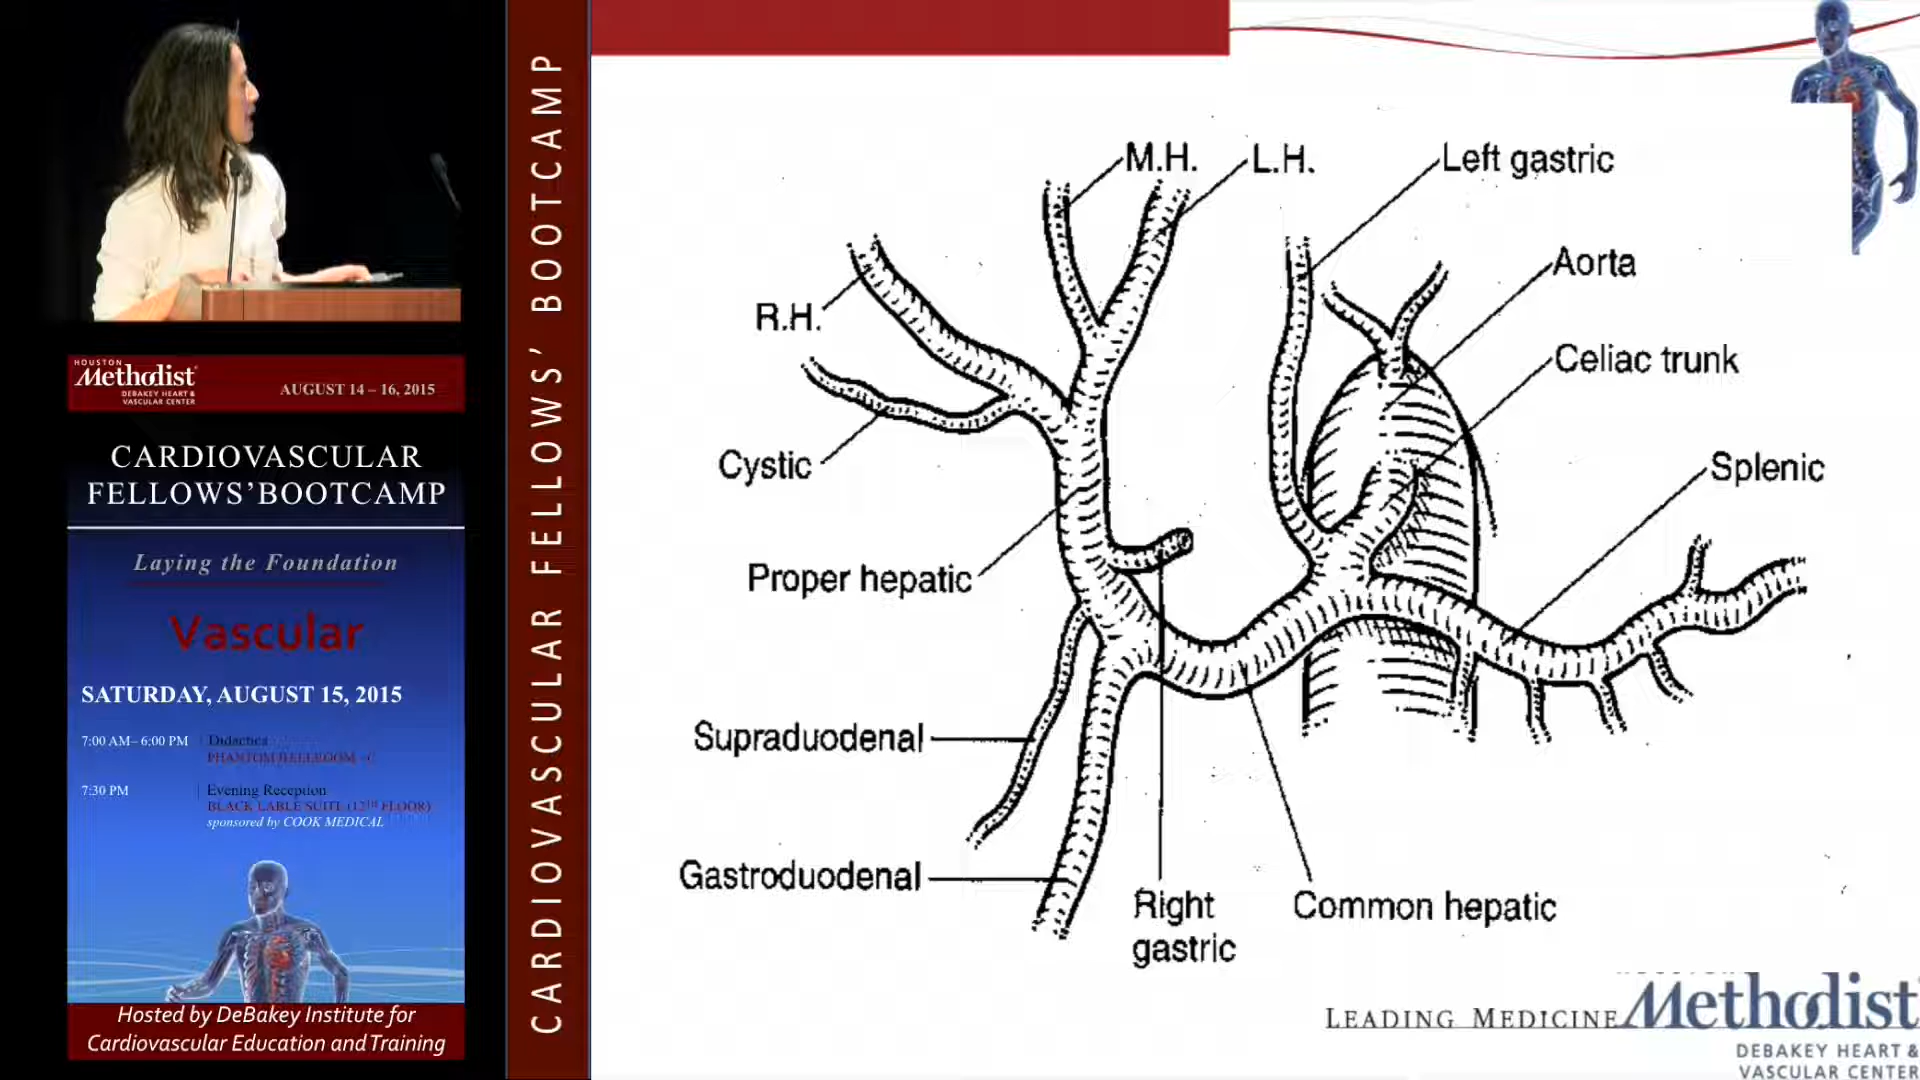 HOUSTON
Methodist
DEBAKEY HEART &
VASCULAR CENTER
AUGUST 14 – 16, 2015
CARDIOVASCULAR
FELLOWS’BOOTCAMP
Laying the Foundation
Vascular
SATURDAY, AUGUST 15, 2015
7:00 AM– 6:00 PM
Didactics
7:30 PM
Evening Reception
BLACK LABLE SUITE (12TH FLOOR)
sponsored by COOK MEDICAL
Hosted by DeBakey Institute for
Cardiovascular Education and Training
CARDIOVASCULAR FELLOWS’ BOOTCAMP
M.H.
L.H.
Left gastric
Aorta
R.H.
Celiac trunk
Cystic
Splenic
Proper hepatic
Supraduodenal
Gastroduodenal
Right
gastric
Common hepatic
LEADING MEDICINE
Methodist
DEBAKEY HEART &
VASCULAR CENTER